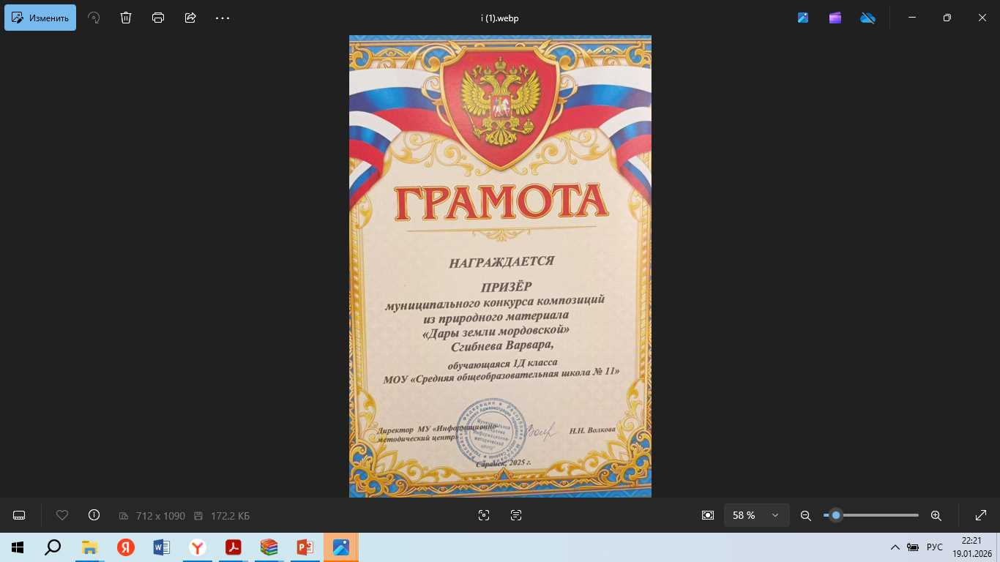 Изменить
i (1).webp
ГРАМОТА
НАГРАЖДАЕТСЯ
ПРИЗЁР
муниципального конкурса композиций
из природного материала
«Дары земли мордовской»
Сгибнева Варвара,
обучающаяся 1Д класса
МОУ «Средняя общеобразовательная школа № 11»
Директор МУ «Информационно-
методический центр»
Н.Н. Волкова
Саранск, 2025 г.
712 x 1090
172.2 КБ
58 %
РУС
22:21
19.01.2026